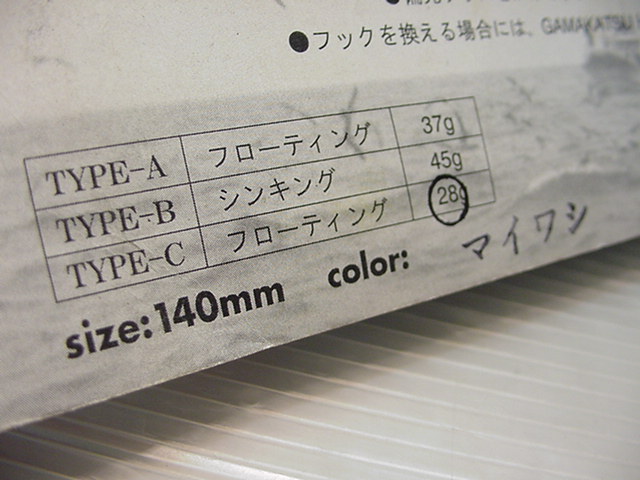 ●フックを換える場合には、GAMAKATSU
TYPE-A フローティング 37g
TYPE-B シンキング 45g
TYPE-C フローティング 28g
size:140mm color: マイワシ